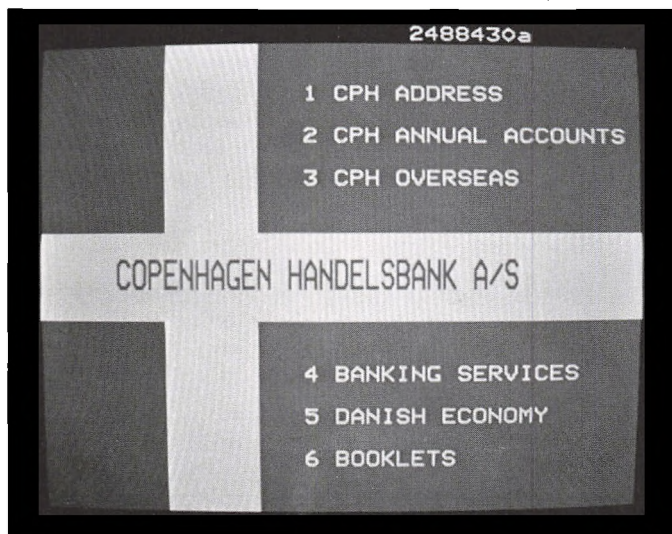 2488430a
1 CPH ADDRESS
2 CPH ANNUAL ACCOUNTS
3 CPH OVERSEAS
COPENHAGEN HANDELSBANK A/S
4 BANKING SERVICES
5 DANISH ECONOMY
6 BOOKLETS